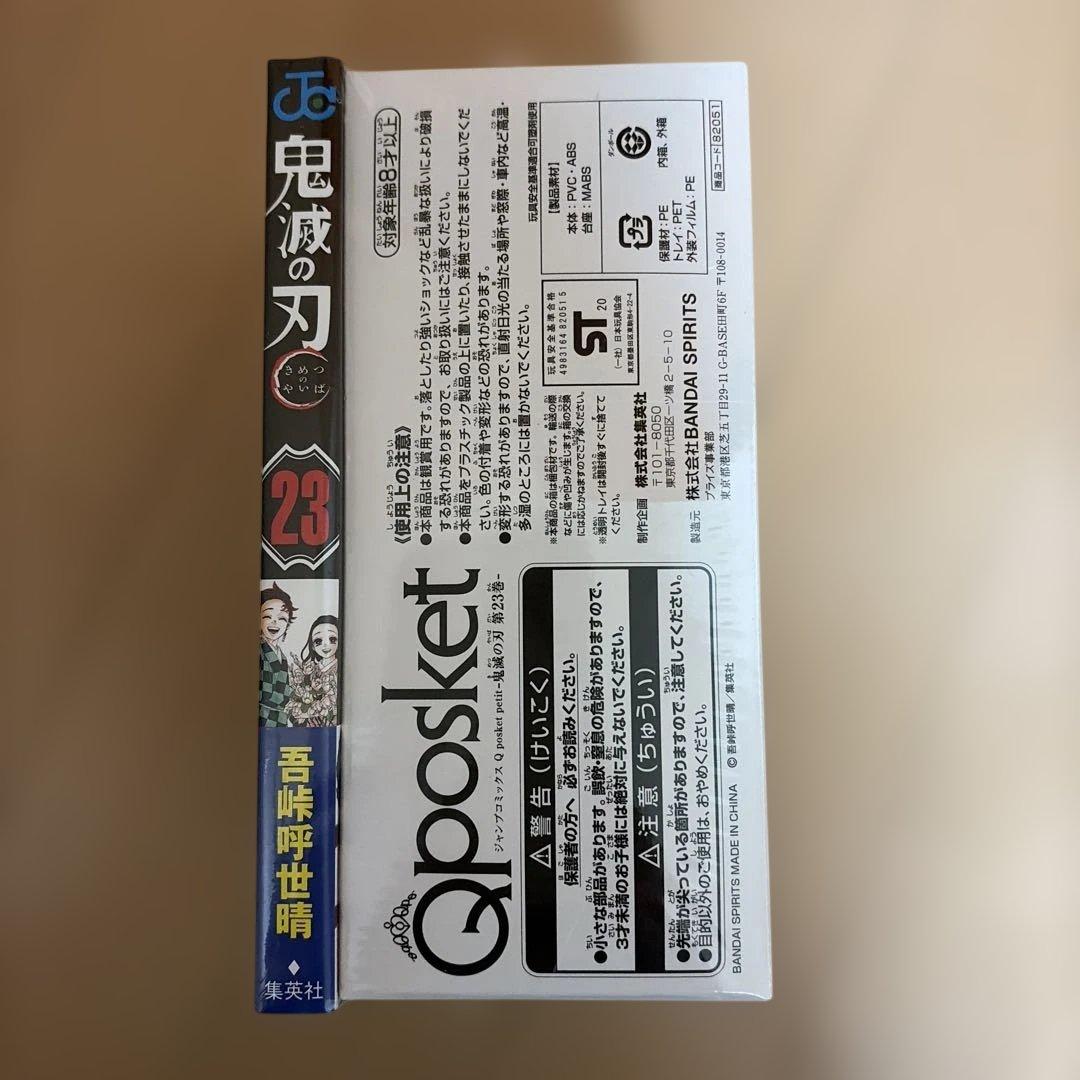 JC
鬼滅の刃
きめつのやいば
23
吾峠呼世晴
集英社
対象年齢8才以上
《使用上の注意》
●本商品は観賞用です。落としたり強いショックなど乱暴な扱いにより破損
する恐れがありますので、お取り扱いにはご注意ください。
●本商品をプラスチック製品の上に置いたり、接触させたままにしないでくだ
さい。色の付着や変形などの恐れがあります。
●変形する恐れがありますので、直射日光の当たる場所や窓際・車内など高温・
多湿のところには置かないでください。
※本商品の箱は梱包材です。輸送の際
などに傷や凹みが生じます。箱の交換
には応じかねますのでご了承ください。
※透明トレイは開封後すぐに捨てて
ください。
玩具安全基準合格
4983164 820515
ST
20
(一社)日本玩具協会
東京都墨田区東駒形4-22-4
玩具安全基準適合可塑剤使用
【製品素材】
本体:PVC・ABS
台座:MABS
プラ
保護材:PE
トレイ:PET
外装フィルム:PE
ダンボール
内箱、外箱
商品コード 82051
制作企画 株式会社集英社
〒101-8050
東京都千代田区一ツ橋2-5-10
製造元 株式会社BANDAI SPIRITS
プライズ事業部
東京都港区芝五丁目29-11 G-BASE田町6F 〒108-0014
Qposket
ジャンプコミックス Q posket petit-鬼滅の刃 第23巻-
警告(けいこく)
保護者の方へ 必ずお読みください。
●小さな部品があります。誤飲・窒息の危険がありますので、
3才未満のお子様には絶対に与えないでください。
注意(ちゅうい)
●先端が尖っている箇所がありますので、注意してください。
●目的以外のご使用は、おやめください。
BANDAI SPIRITS MADE IN CHINA ©吾峠呼世晴/集英社